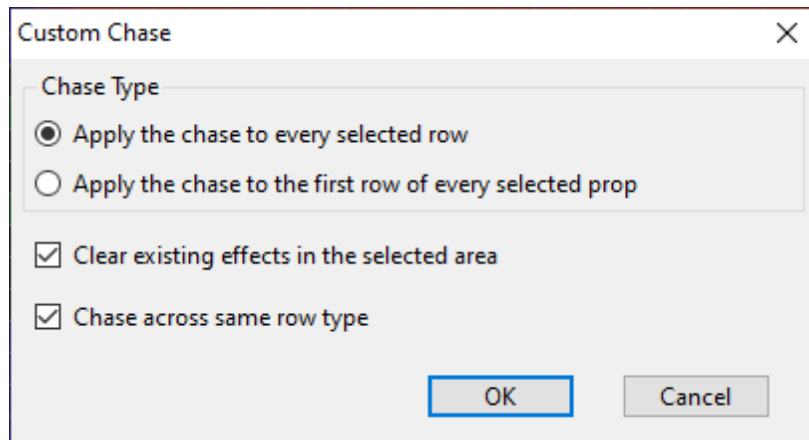 Custom Chase
Chase Type
Apply the chase to every selected row
Apply the chase to the first row of every selected prop
Clear existing effects in the selected area
Chase across same row type
OK Cancel